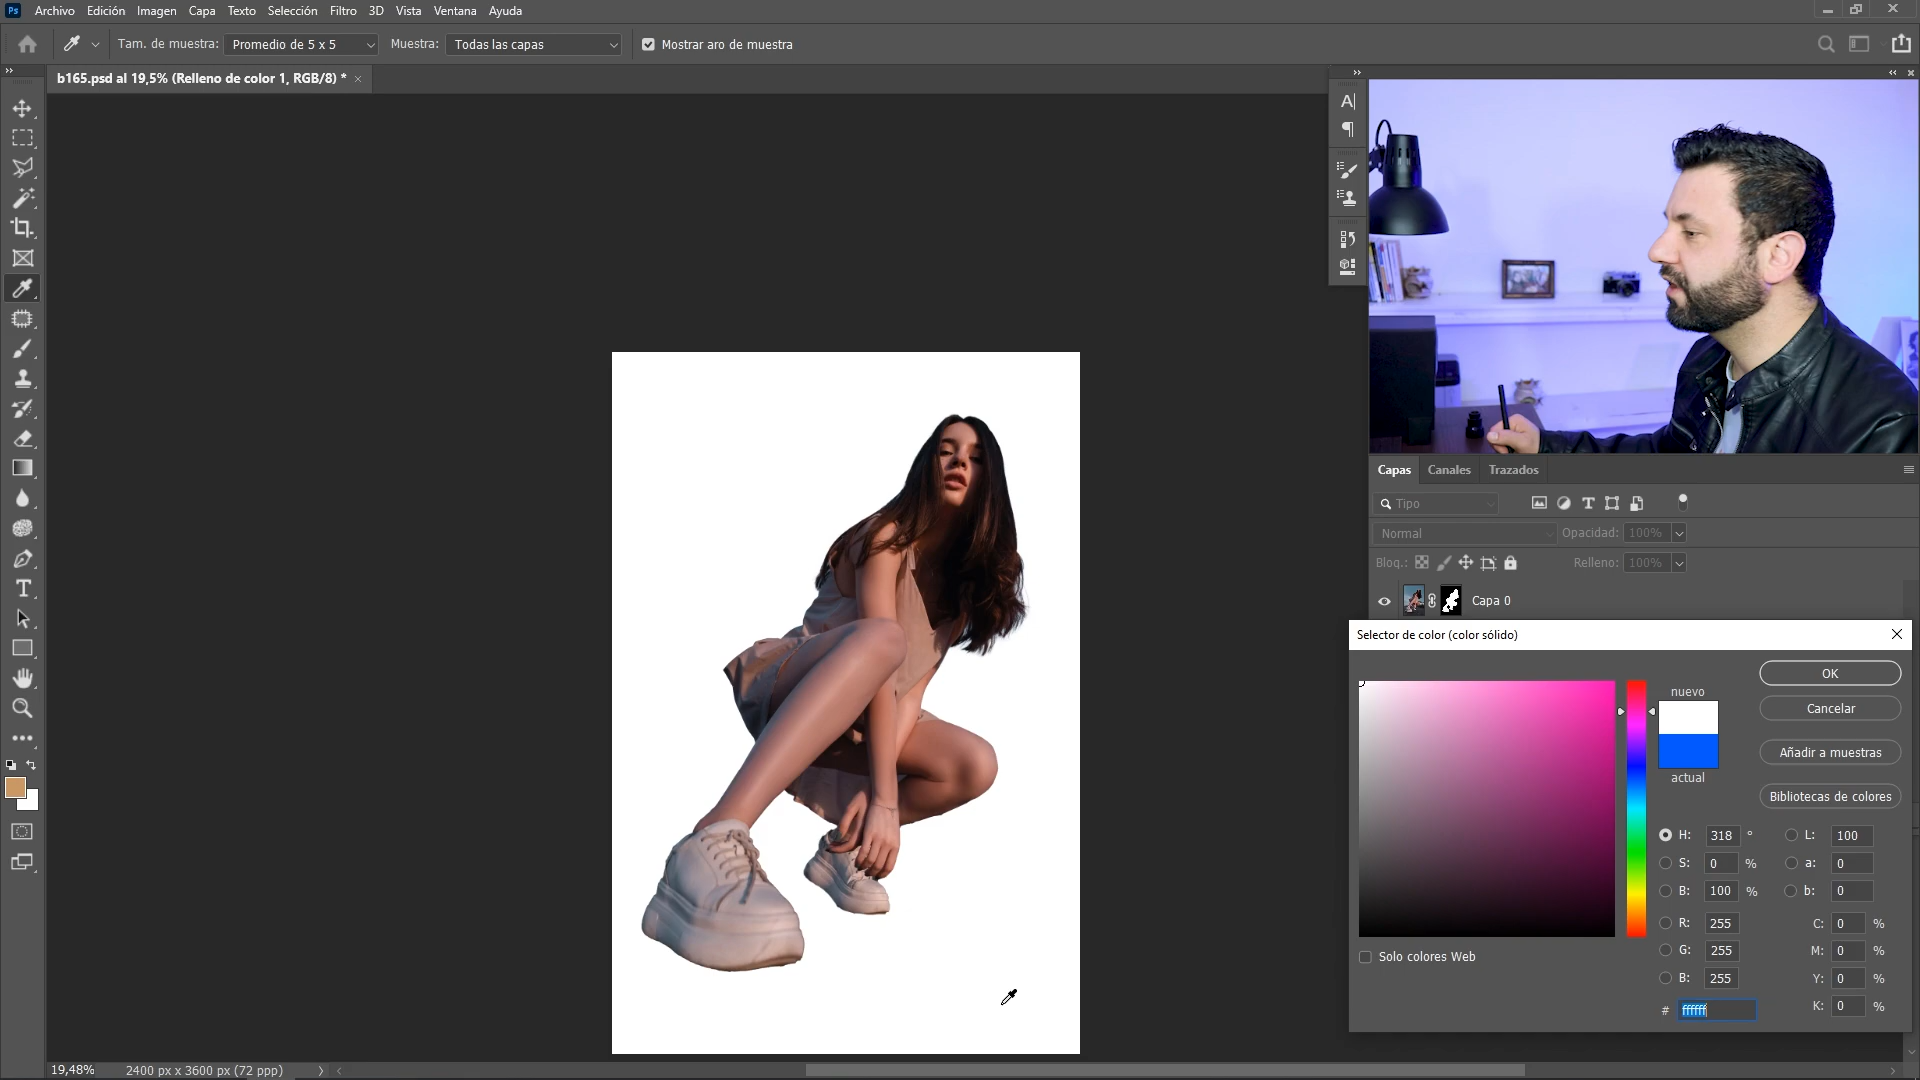 Ps Archivo Edición Imagen Capa Texto Selección Filtro 3D Vista Ventana Ayuda
Tam. de muestra: Promedio de 5 x 5 Muestra: Todas las capas Mostrar aro de muestra
b165.psd al 19,5% (Relleno de color 1, RGB/8) * ×
Capas Canales Trazados
Tipo
Normal Opacidad: 100%
Bloq.: Relleno: 100%
Capa 0
Selector de color (color sólido)
OK
nuevo
Cancelar
Añadir a muestras
actual
Bibliotecas de colores
H: 318 ° L: 100
S: 0 % a: 0
B: 100 % b: 0
R: 255 C: 0 %
G: 255 M: 0 %
Solo colores Web
B: 255 Y: 0 %
# ffffff K: 0 %
19,48% 2400 px x 3600 px (72 ppp)